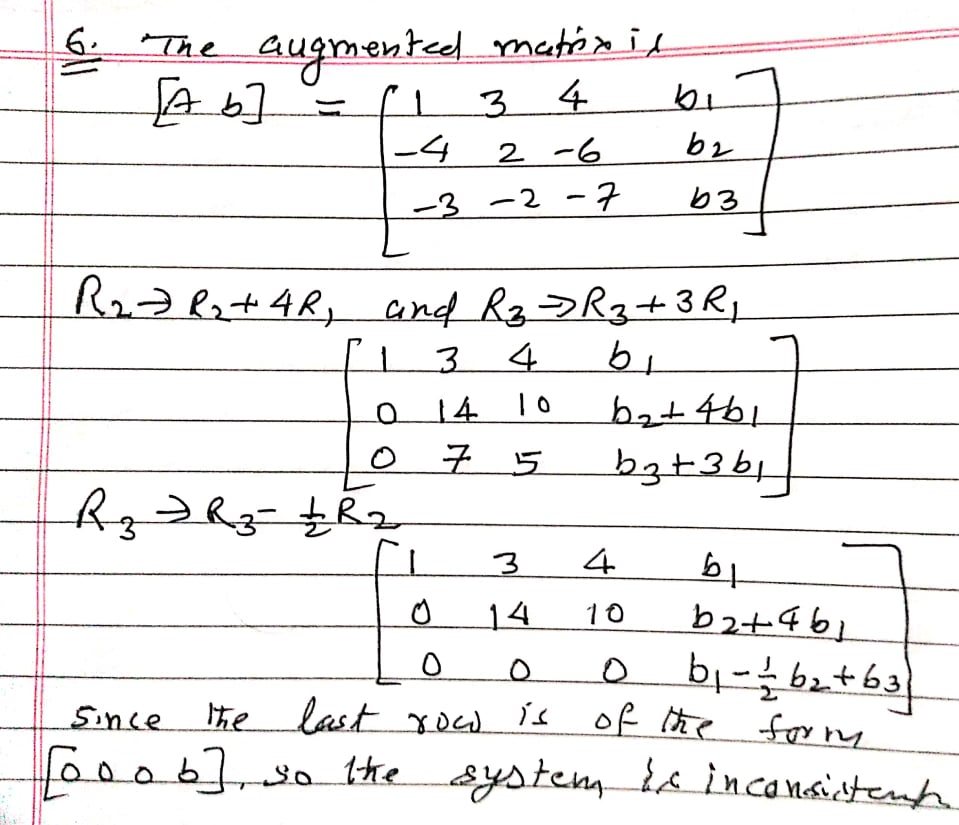 6. The augmented matrix is
[A b] = [1 3 4 b1
-4 2 -6 b2
-3 -2 -7 b3]
R2→R2+4R1 and R3→R3+3R1
[1 3 4 b1
0 14 10 b2+4b1
0 7 5 b3+3b1]
R3→R3-1/2R2
[1 3 4 b1
0 14 10 b2+4b1
0 0 0 b1-1/2b2+b3]
Since the last row is of the form
[0 0 0 b], so the system is inconsistent